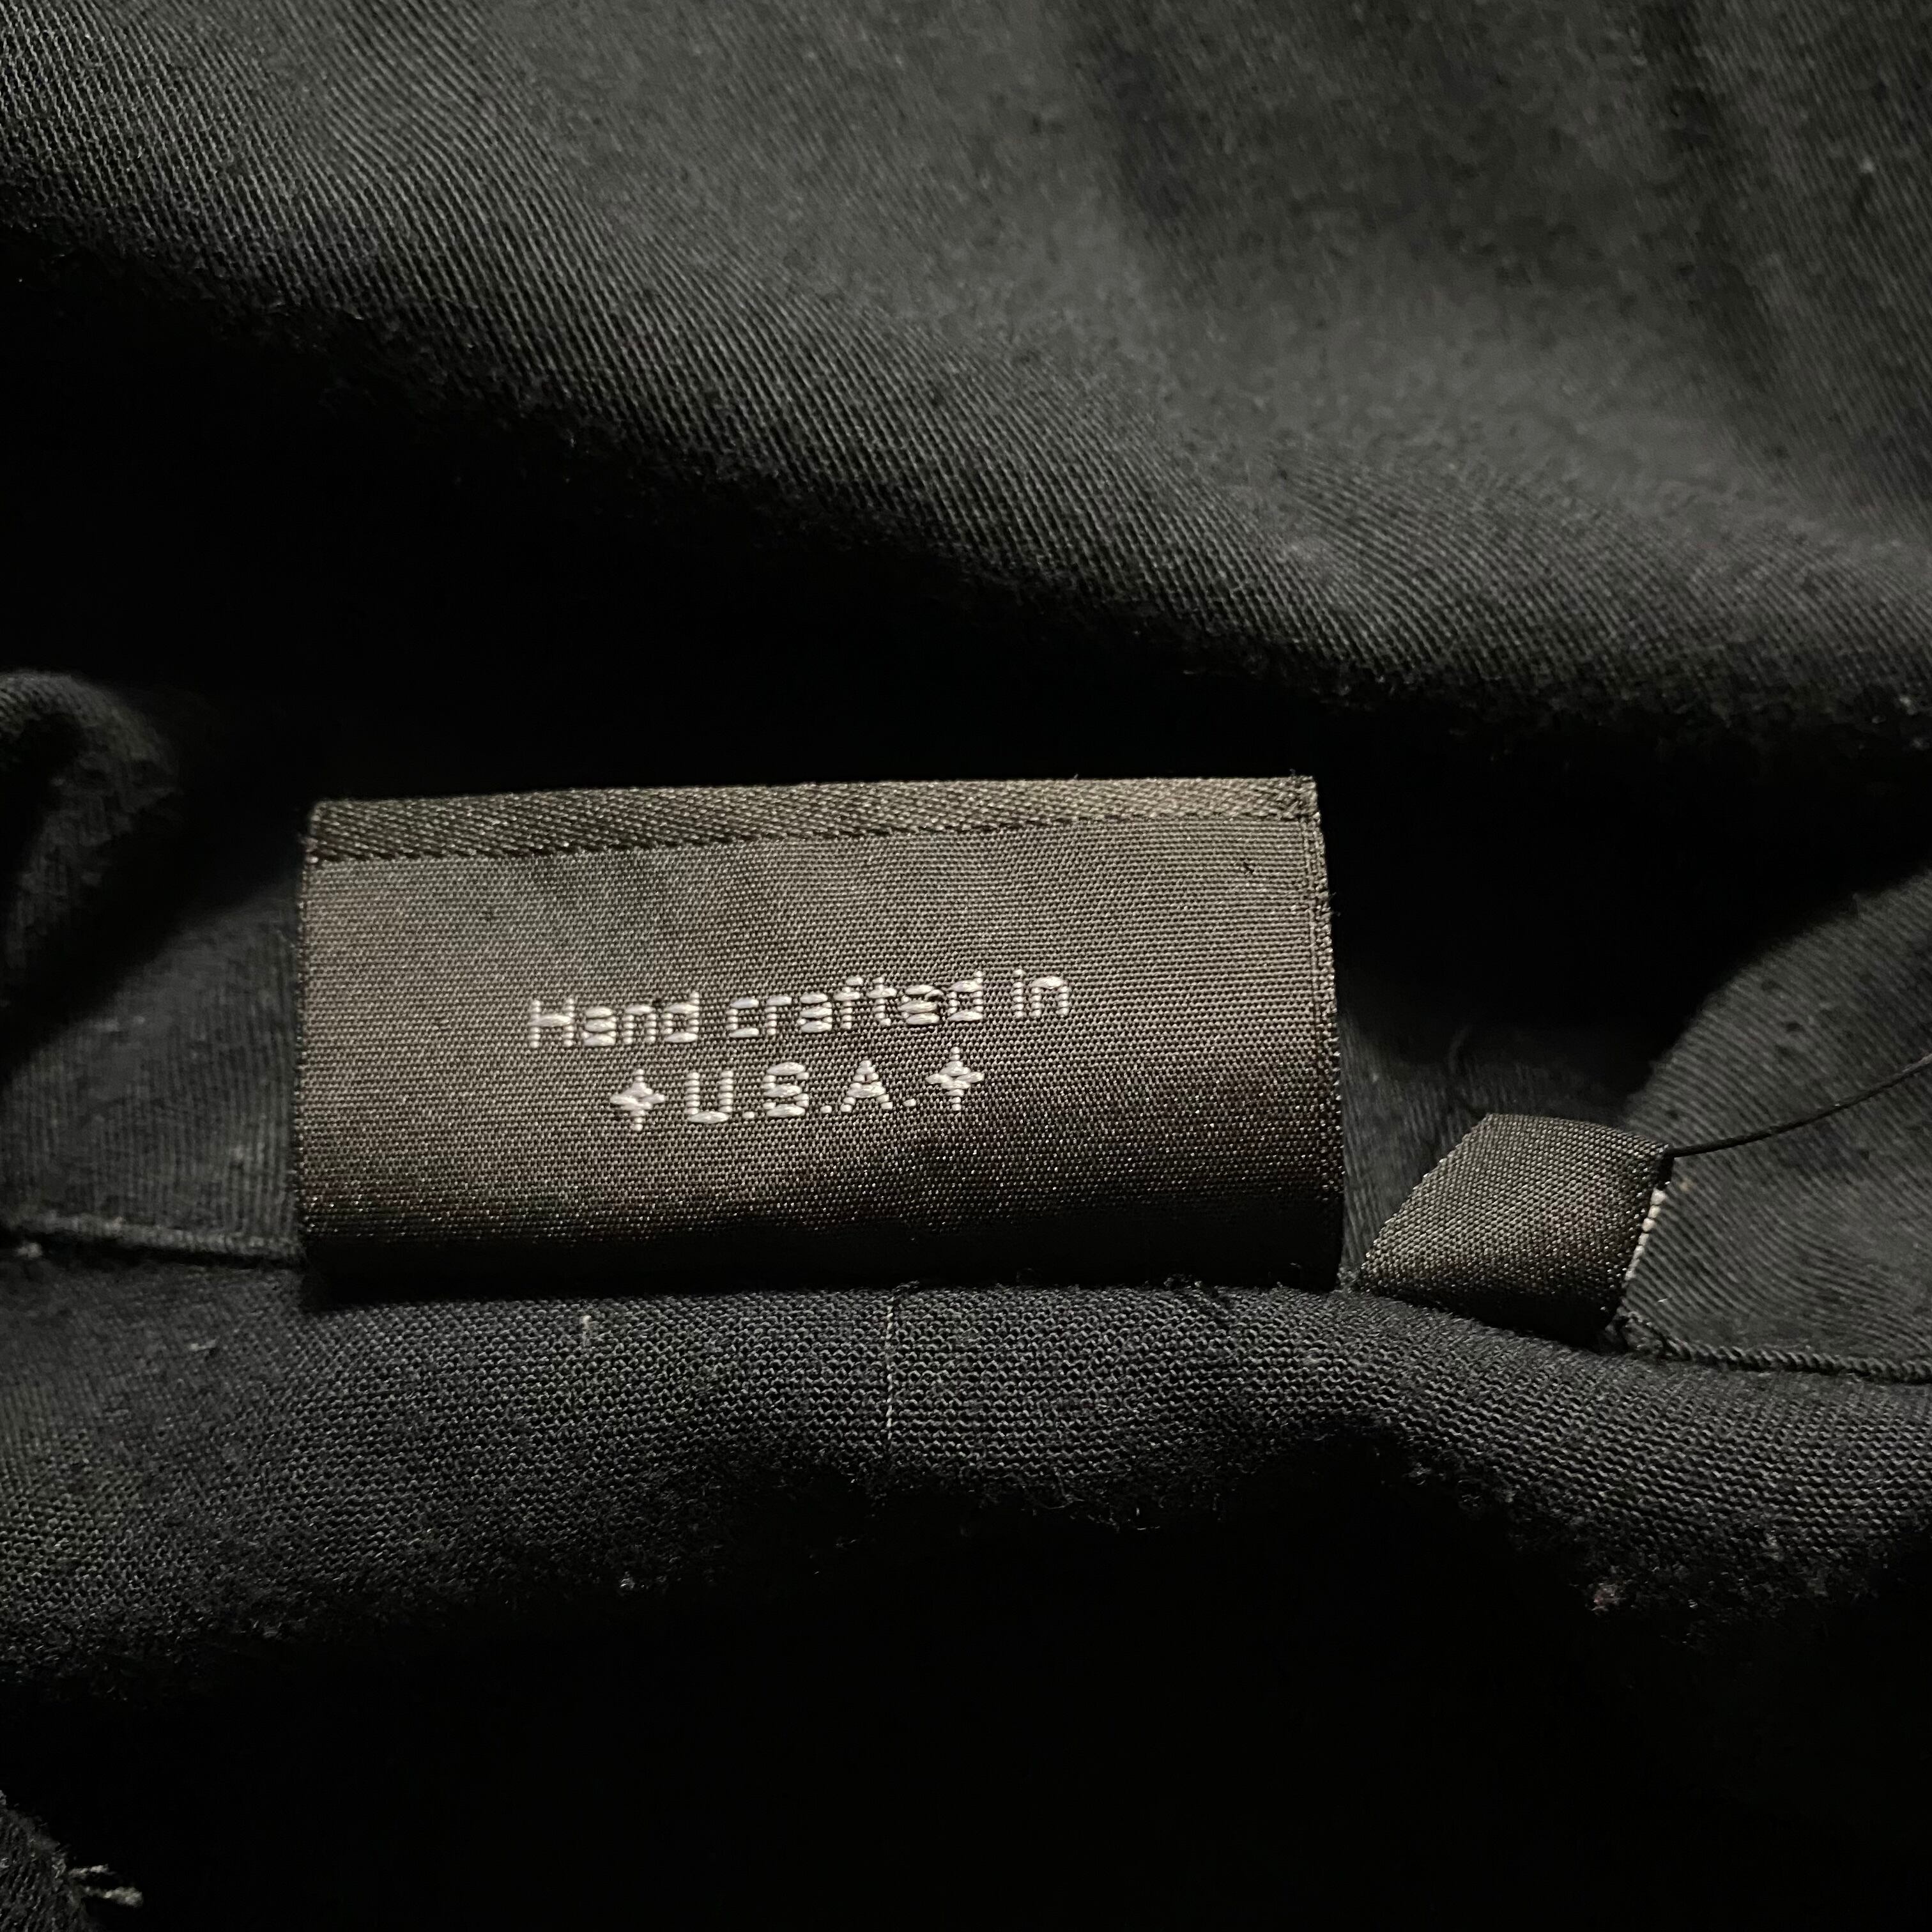 Hand crafted in
✦U.S.A.✦